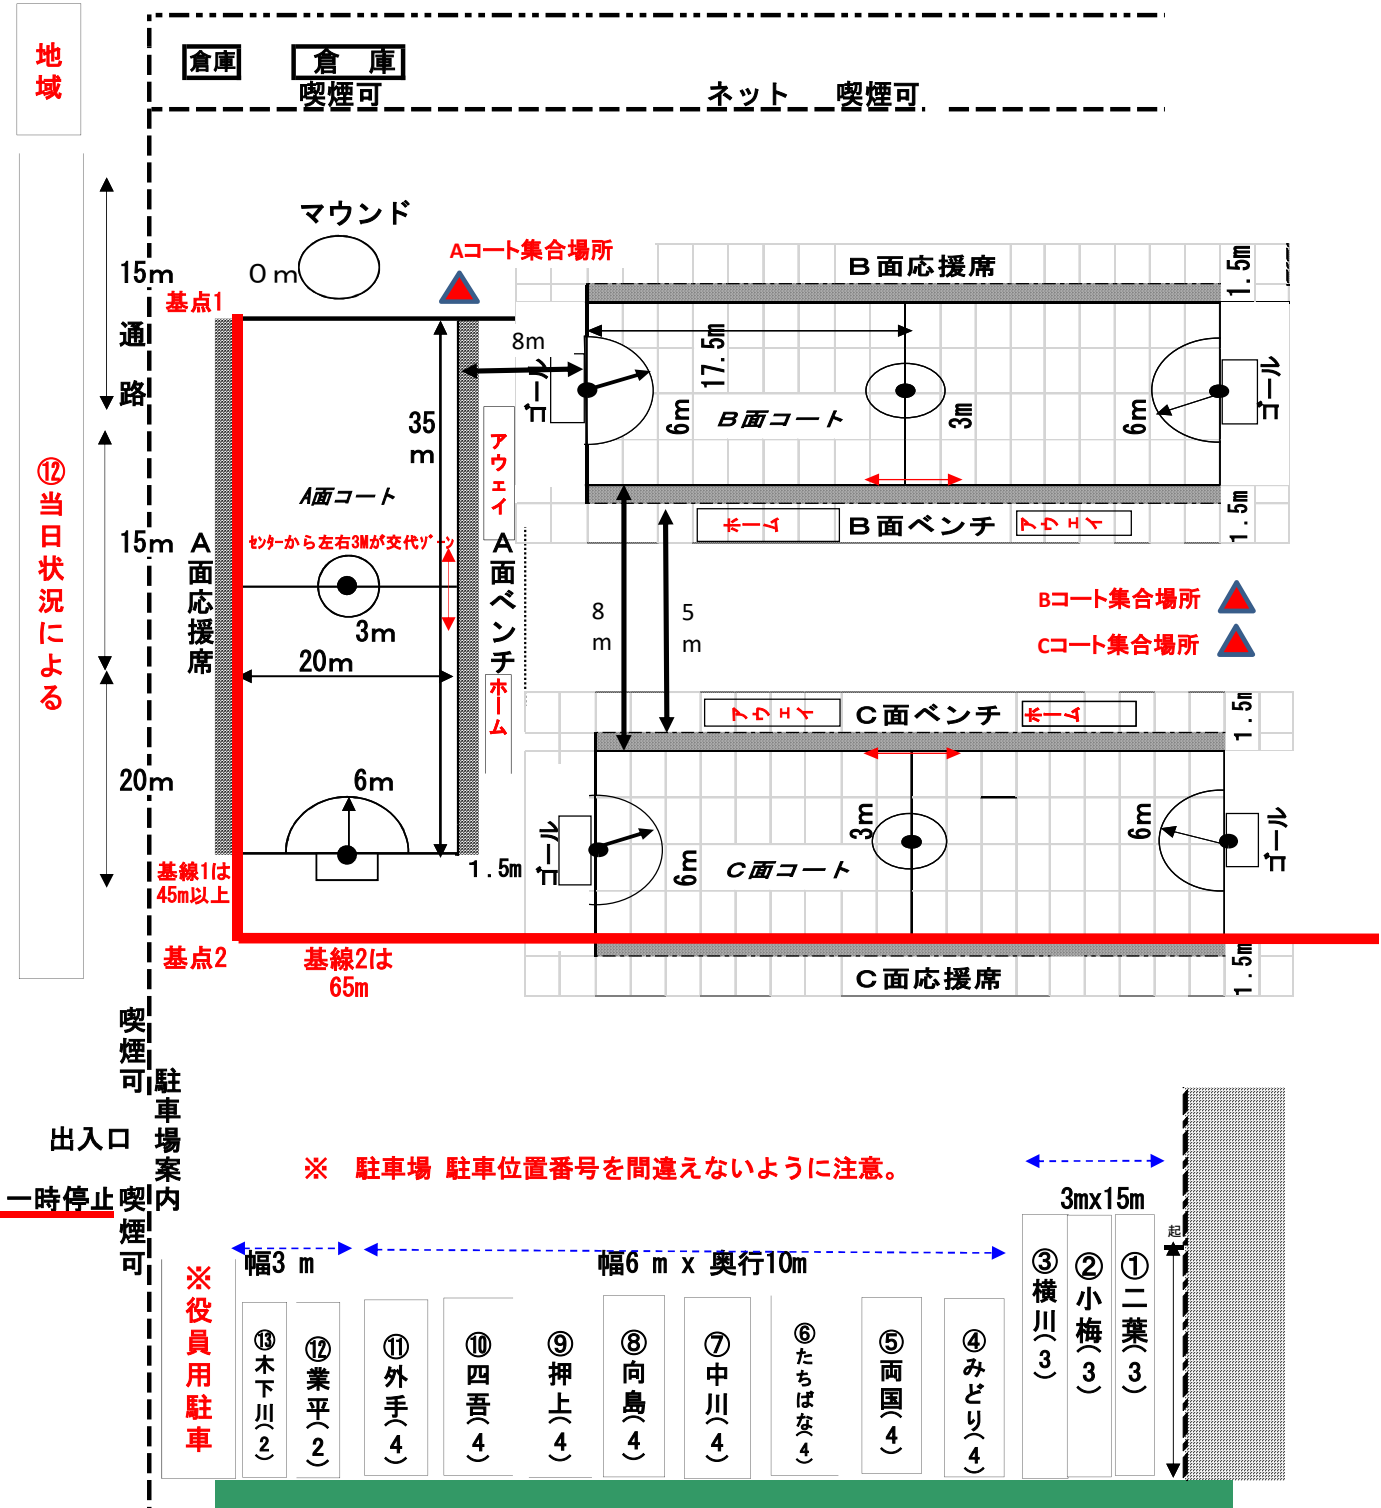 地域
倉庫
倉　庫
喫煙可
ネット　喫煙可
マウンド
Aコート集合場所
15m
0m
基点1
通路
8m
35m
B面応援席
1.5m
17.5m
ゴール
6m
B面コート
3m
6m
ゴール
アウェイ
A面コート
⑫当日状況による
15m
A面応援席
センターから左右3Mが交代ゾーン
A面ベンチ
3m
20m
ホーム
ホーム
B面ベンチ
アウェイ
1.5m
8m
5m
Bコート集合場所
Cコート集合場所
アウェイ
C面ベンチ
ホーム
1.5m
20m
6m
基線1は
45m以上
1.5m
ゴール
6m
C面コート
3m
6m
ゴール
基点2
基線2は
65m
C面応援席
1.5m
喫煙可
駐車場案内
出入口
一時停止
喫煙可
※　駐車場 駐車位置番号を間違えないように注意。
3mx15m
起
幅3 m
幅6 m x 奥行10m
※役員用駐車
⑬木下川(2)
⑫業平(2)
⑪外手(4)
⑩四吾(4)
⑨押上(4)
⑧向島(4)
⑦中川(4)
⑥たちばな(4)
⑤両国(4)
④みどり(4)
③横川(3)
②小梅(3)
①二葉(3)